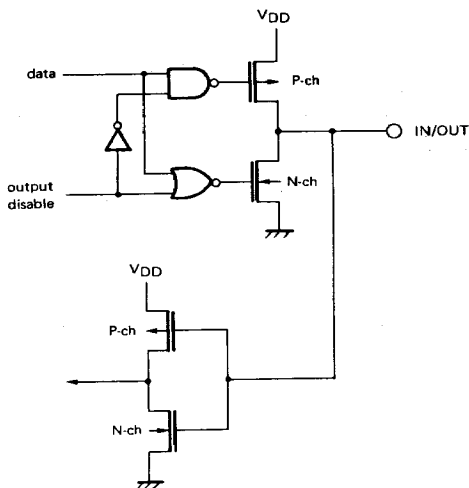 VDD
data
P-ch
IN/OUT
output
disable
N-ch
VDD
P-ch
N-ch